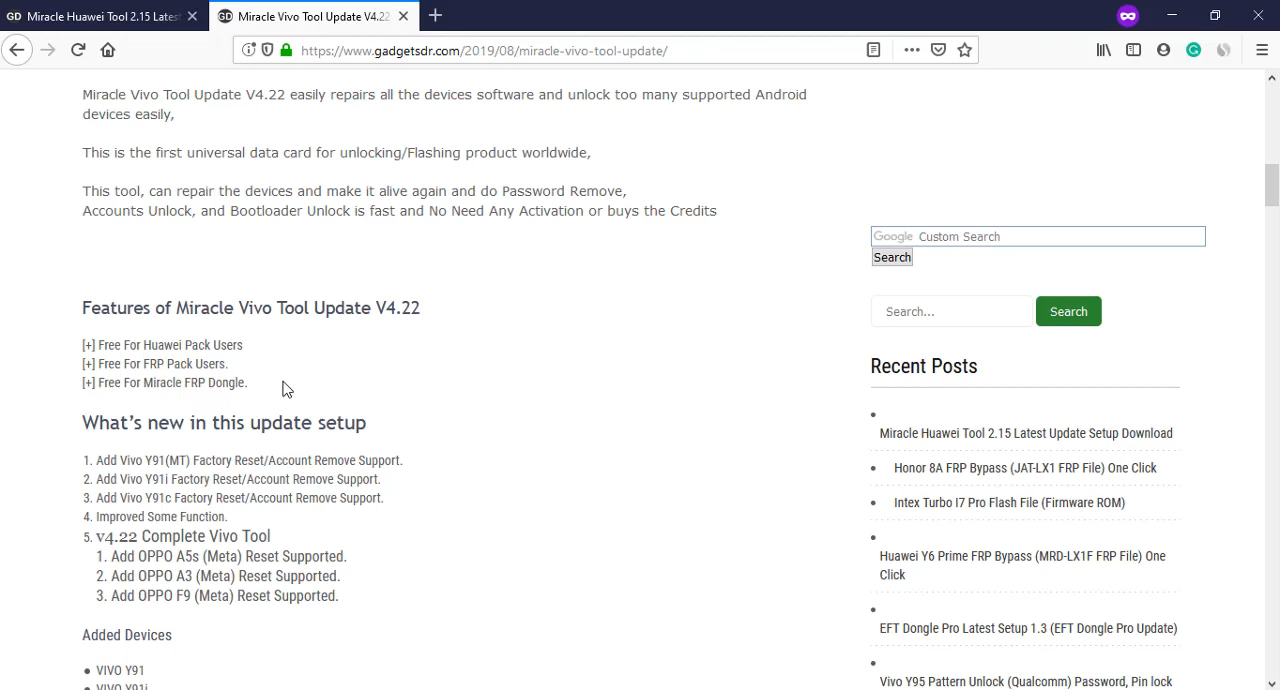 GD Miracle Huawei Tool 2.15 Latest
GD Miracle Vivo Tool Update V4.22
https://www.gadgetsdr.com/2019/08/miracle-vivo-tool-update/
Miracle Vivo Tool Update V4.22 easily repairs all the devices software and unlock too many supported Android
devices easily,
This is the first universal data card for unlocking/Flashing product worldwide,
This tool, can repair the devices and make it alive again and do Password Remove,
Accounts Unlock, and Bootloader Unlock is fast and No Need Any Activation or buys the Credits
Features of Miracle Vivo Tool Update V4.22
[+] Free For Huawei Pack Users
[+] Free For FRP Pack Users.
[+] Free For Miracle FRP Dongle.
What’s new in this update setup
1. Add Vivo Y91(MT) Factory Reset/Account Remove Support.
2. Add Vivo Y91i Factory Reset/Account Remove Support.
3. Add Vivo Y91c Factory Reset/Account Remove Support.
4. Improved Some Function.
5. v4.22 Complete Vivo Tool
1. Add OPPO A5s (Meta) Reset Supported.
2. Add OPPO A3 (Meta) Reset Supported.
3. Add OPPO F9 (Meta) Reset Supported.
Added Devices
• VIVO Y91
• VIVO Y91i
Google Custom Search
Search
Search...
Search
Recent Posts
• Miracle Huawei Tool 2.15 Latest Update Setup Download
• Honor 8A FRP Bypass (JAT-LX1 FRP File) One Click
• Intex Turbo I7 Pro Flash File (Firmware ROM)
• Huawei Y6 Prime FRP Bypass (MRD-LX1F FRP File) One
Click
• EFT Dongle Pro Latest Setup 1.3 (EFT Dongle Pro Update)
• Vivo Y95 Pattern Unlock (Qualcomm) Password, Pin lock